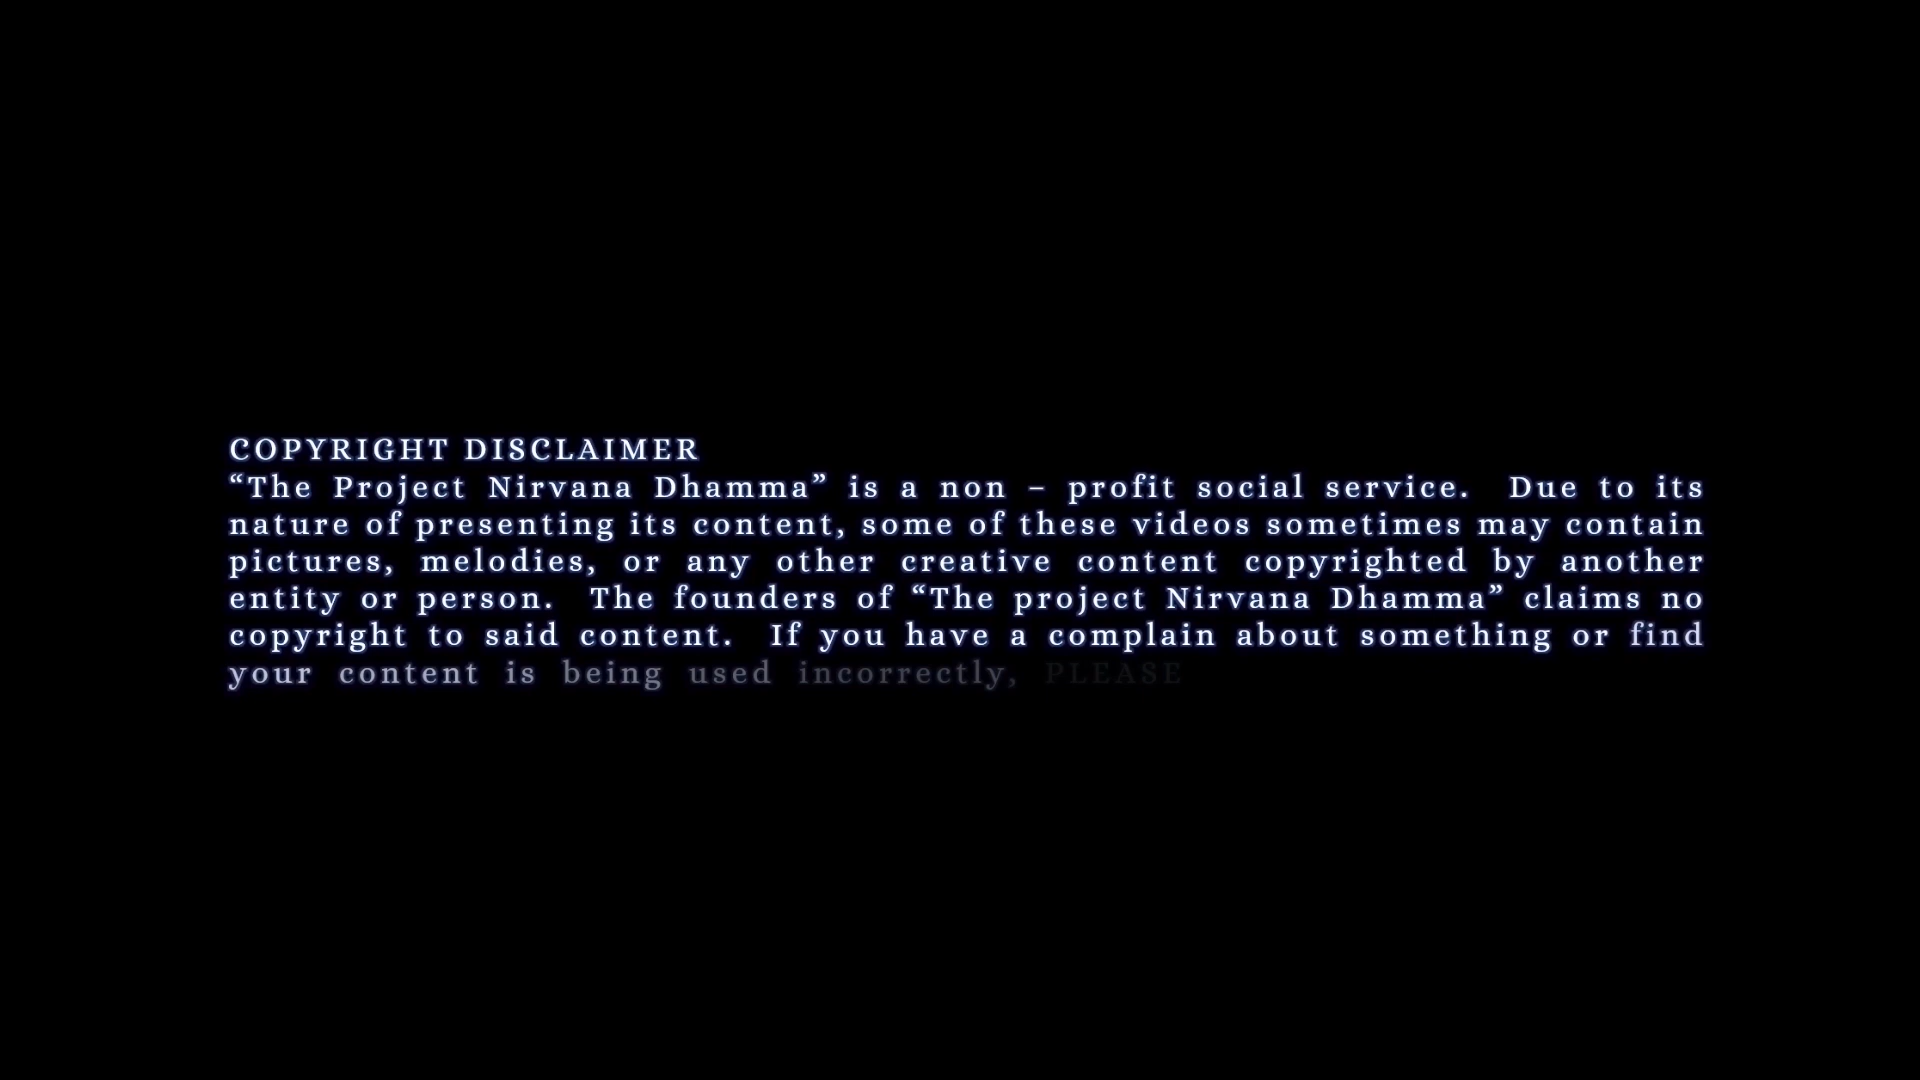 COPYRIGHT DISCLAIMER
“The Project Nirvana Dhamma” is a non – profit social service. Due to its
nature of presenting its content, some of these videos sometimes may contain
pictures, melodies, or any other creative content copyrighted by another
entity or person. The founders of “The project Nirvana Dhamma” claims no
copyright to said content. If you have a complain about something or find
your content is being used incorrectly, PLEASE